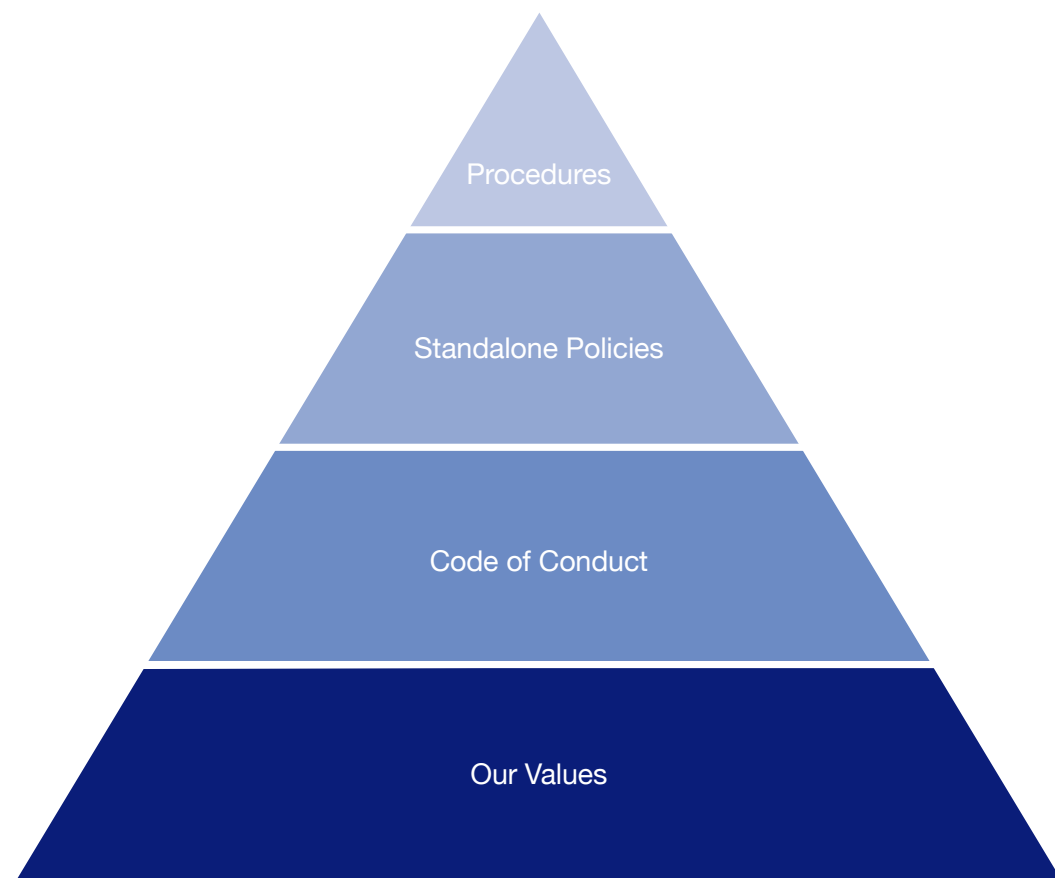 Procedures
Standalone Policies
Code of Conduct
Our Values